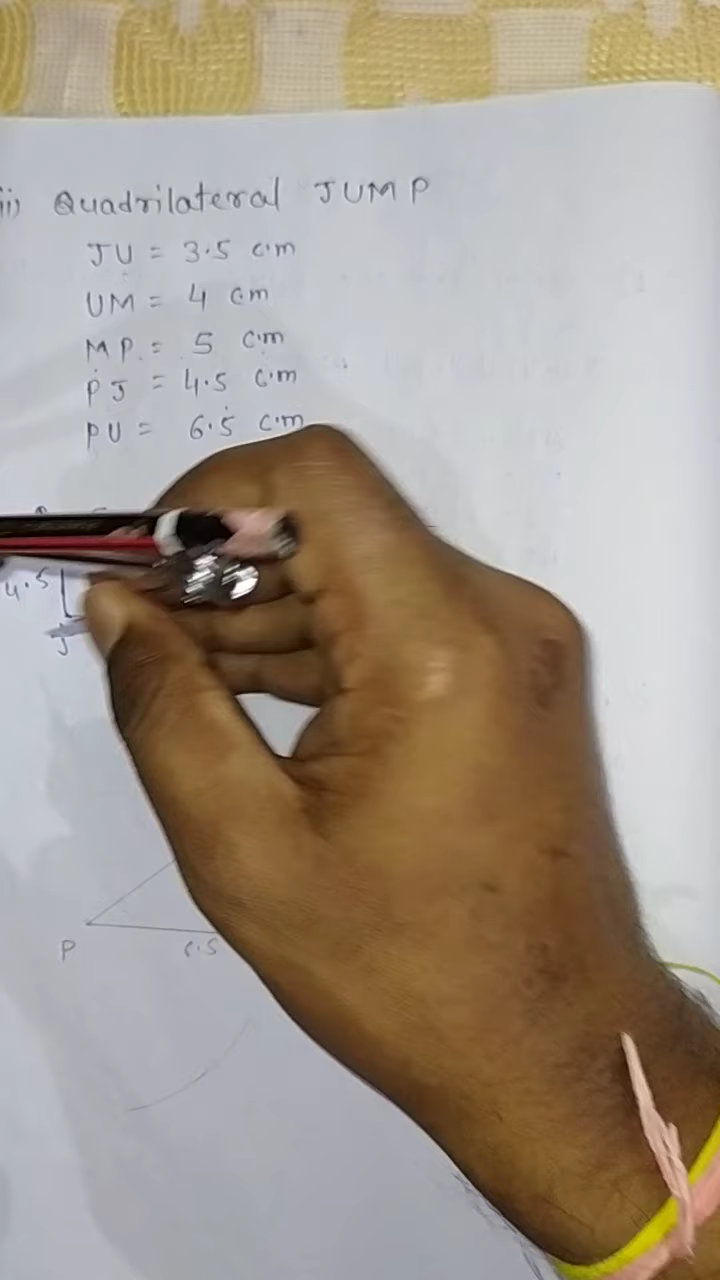 ii) Quadrilateral JUMP
JU = 3.5 cm
UM = 4 cm
MP = 5 cm
PJ = 4.5 cm
PU = 6.5 cm
4.5
J
P 6.5